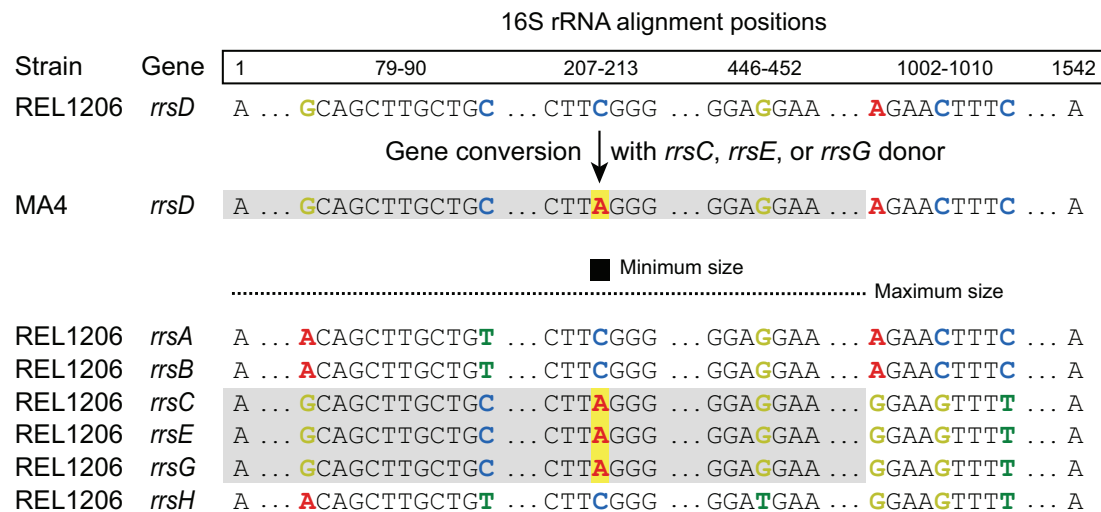 16S rRNA alignment positions
Strain Gene 1 79-90 207-213 446-452 1002-1010 1542
REL1206 rrsD A ... GCAGCTTGCTGC ... CTTCGGG ... GGAGGAA ... AGAACTTTC ... A
Gene conversion with rrsC, rrsE, or rrsG donor
MA4 rrsD A ... GCAGCTTGCTGC ... CTTAGGG ... GGAGGAA ... AGAACTTTC ... A
Minimum size
Maximum size
REL1206 rrsA A ... ACAGCTTGCTGT ... CTTCGGG ... GGAGGAA ... AGAACTTTC ... A
REL1206 rrsB A ... ACAGCTTGCTGT ... CTTCGGG ... GGAGGAA ... AGAACTTTC ... A
REL1206 rrsC A ... GCAGCTTGCTGC ... CTTAGGG ... GGAGGAA ... GGAAGTTTT ... A
REL1206 rrsE A ... GCAGCTTGCTGC ... CTTAGGG ... GGAGGAA ... GGAAGTTTT ... A
REL1206 rrsG A ... GCAGCTTGCTGC ... CTTAGGG ... GGAGGAA ... GGAAGTTTT ... A
REL1206 rrsH A ... ACAGCTTGCTGT ... CTTCGGG ... GGATGAA ... GGAAGTTTT ... A